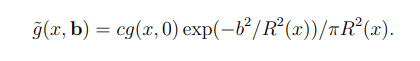 g̃(x, b) = cg(x, 0) exp(−b²/R²(x))/πR²(x).